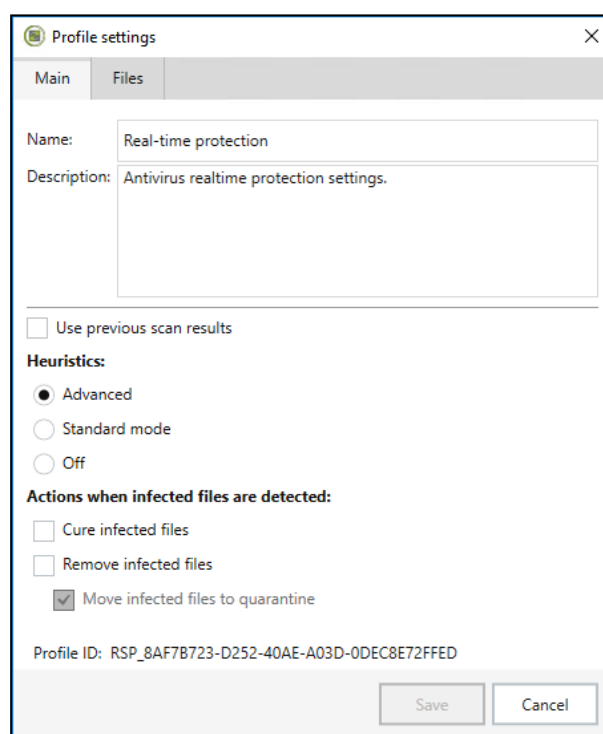 Profile settings
Main Files
Name: Real-time protection
Description: Antivirus realtime protection settings.
Use previous scan results
Heuristics:
Advanced
Standard mode
Off
Actions when infected files are detected:
Cure infected files
Remove infected files
Move infected files to quarantine
Profile ID: RSP_8AF7B723-D252-40AE-A03D-0DEC8E72FFED
Save Cancel